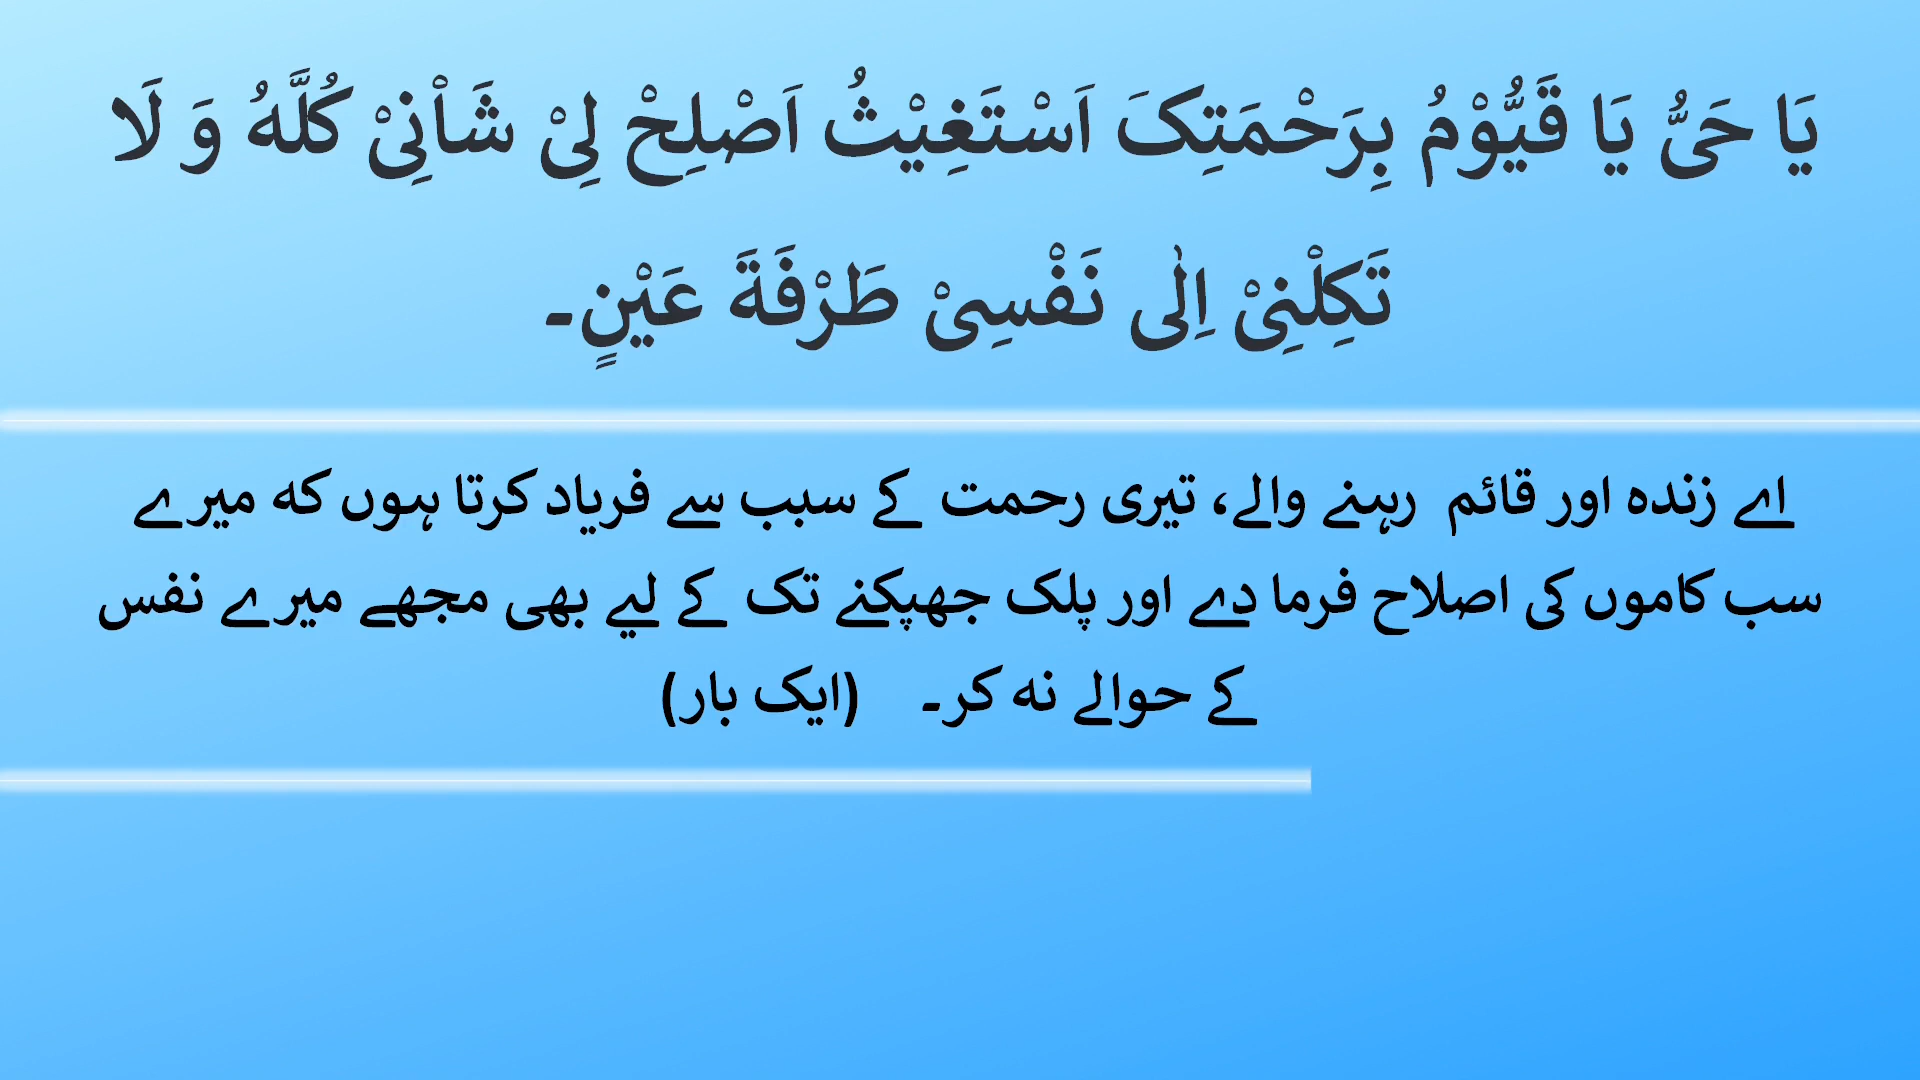 یَا حَیُّ یَا قَیُّوْمُ بِرَحْمَتِکَ اَسْتَغِیْثُ اَصْلِحْ لِیْ شَاْنِیْ کُلَّهُ وَ لَا
تَکِلْنِیْ اِلٰی نَفْسِیْ طَرْفَةَ عَیْنٍ۔
اے زندہ اور قائم رہنے والے، تیری رحمت کے سبب سے فریاد کرتا ہوں کہ میرے
سب کاموں کی اصلاح فرما دے اور پلک جھپکنے تک کے لیے بھی مجھے میرے نفس
کے حوالے نہ کر۔ (ایک بار)